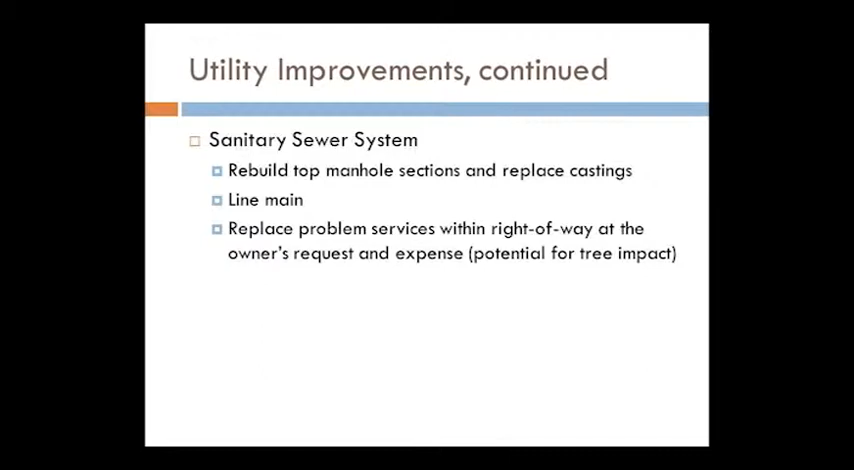 Utility Improvements, continued
Sanitary Sewer System
Rebuild top manhole sections and replace castings
Line main
Replace problem services within right-of-way at the
owner's request and expense (potential for tree impact)